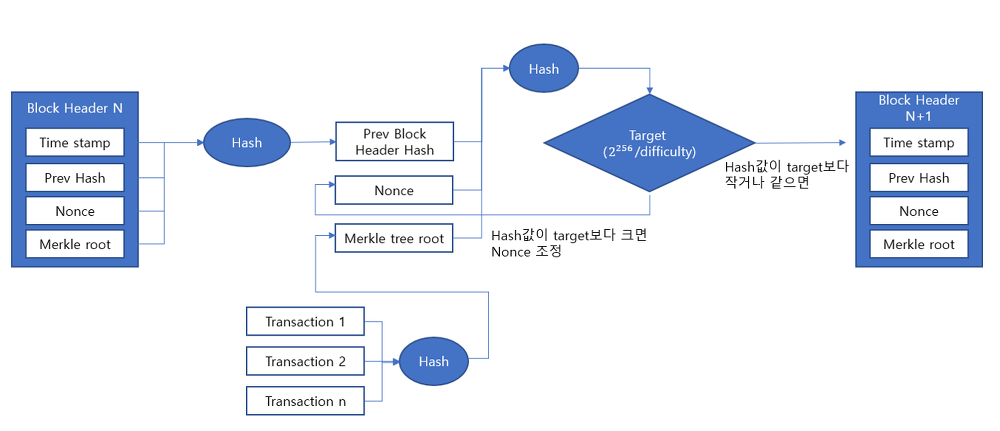 Block Header N
Time stamp
Prev Hash
Nonce
Merkle root
Hash
Prev Block
Header Hash
Nonce
Merkle tree root
Hash
Target
(2²⁵⁶/difficulty)
Hash값이 target보다
작거나 같으면
Hash값이 target보다 크면
Nonce 조정
Block Header
N+1
Time stamp
Prev Hash
Nonce
Merkle root
Transaction 1
Transaction 2
Transaction n
Hash